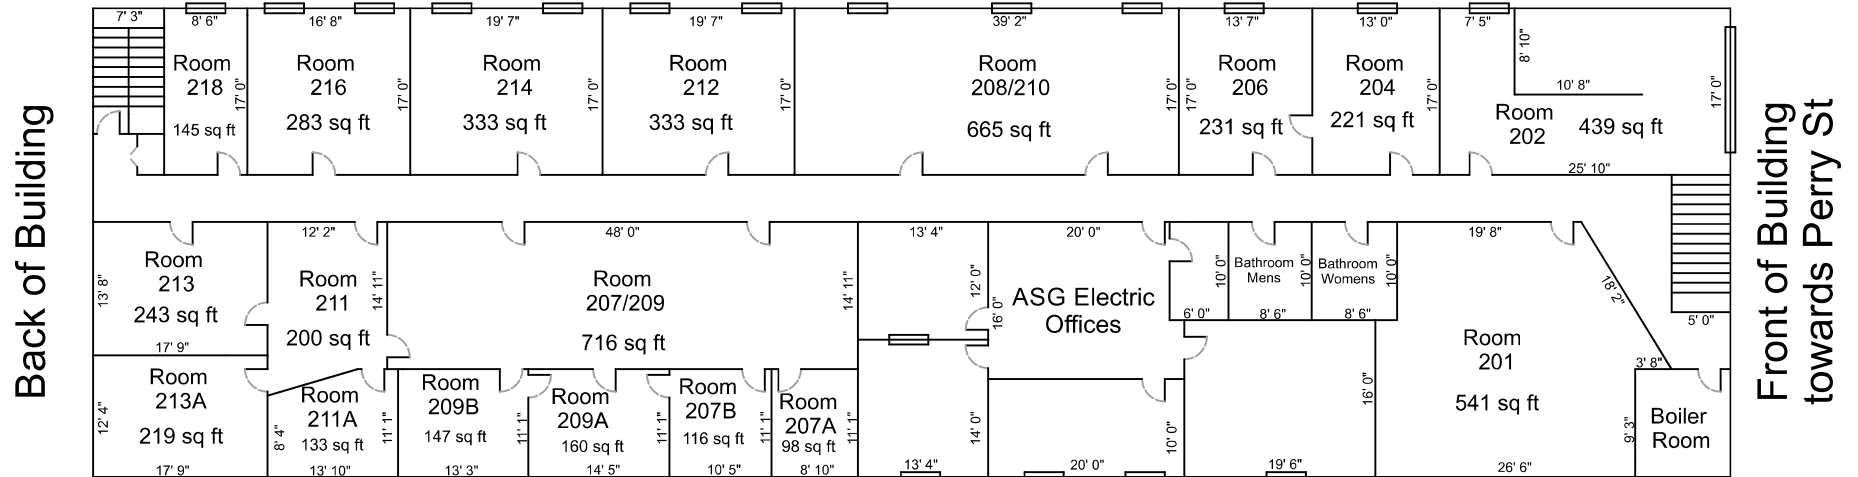 7' 3"
8' 6"
16' 8"
19' 7"
19' 7"
39' 2"
13' 7"
13' 0"
7' 5"
Room
218
145 sq ft
17' 0"
Room
216
283 sq ft
17' 0"
Room
214
333 sq ft
17' 0"
Room
212
333 sq ft
17' 0"
Room
208/210
665 sq ft
17' 0"
17' 0"
Room
206
231 sq ft
Room
204
221 sq ft
17' 0"
8' 10"
10' 8"
Room
202
439 sq ft
17' 0"
25' 10"
Back of Building
Front of Building
towards Perry St
Room
213
243 sq ft
13' 8"
17' 9"
12' 2"
Room
211
200 sq ft
14' 11"
48' 0"
Room
207/209
716 sq ft
14' 11"
13' 4"
12' 0"
16' 0"
20' 0"
ASG Electric
Offices
10' 0"
6' 0"
Bathroom
Mens
10' 0"
8' 6"
Bathroom
Womens
10' 0"
8' 6"
19' 8"
18' 2"
5' 0"
3' 8"
Room
201
541 sq ft
16' 0"
26' 6"
9' 3"
Boiler
Room
Room
213A
219 sq ft
12' 4"
17' 9"
Room
211A
133 sq ft
8' 4"
11' 1"
13' 10"
Room
209B
147 sq ft
11' 1"
13' 3"
Room
209A
160 sq ft
11' 1"
14' 5"
Room
207B
116 sq ft
11' 1"
10' 5"
Room
207A
98 sq ft
11' 1"
8' 10"
14' 0"
13' 4"
10' 0"
20' 0"
19' 6"